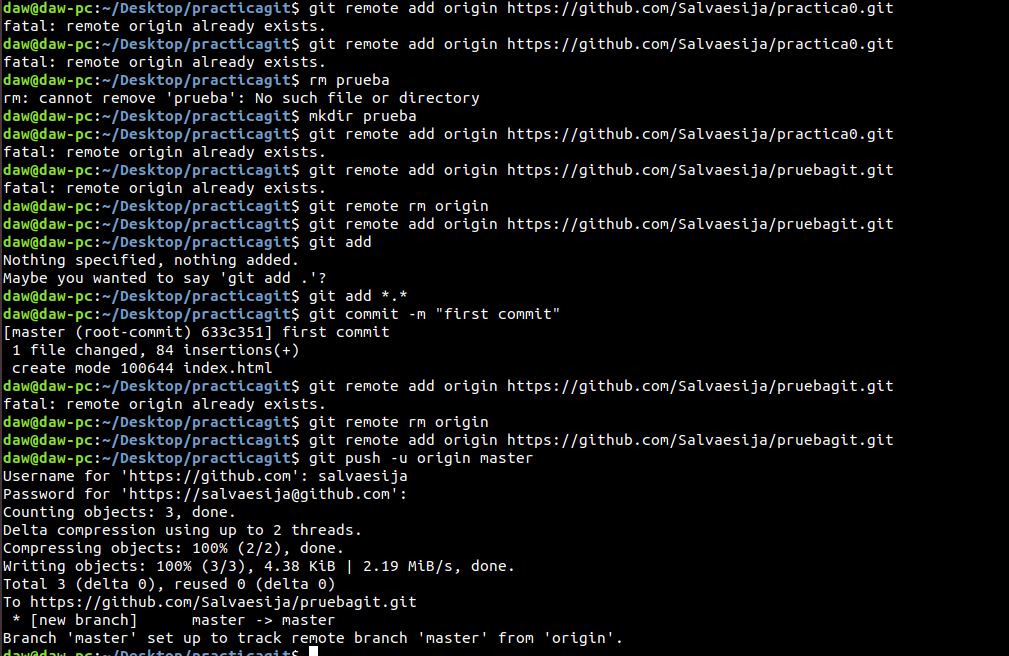 daw@daw-pc:~/Desktop/practicagit$ git remote add origin https://github.com/Salvaesija/practica0.git
fatal: remote origin already exists.
daw@daw-pc:~/Desktop/practicagit$ git remote add origin https://github.com/Salvaesija/practica0.git
fatal: remote origin already exists.
daw@daw-pc:~/Desktop/practicagit$ rm prueba
rm: cannot remove 'prueba': No such file or directory
daw@daw-pc:~/Desktop/practicagit$ mkdir prueba
daw@daw-pc:~/Desktop/practicagit$ git remote add origin https://github.com/Salvaesija/practica0.git
fatal: remote origin already exists.
daw@daw-pc:~/Desktop/practicagit$ git remote add origin https://github.com/Salvaesija/pruebagit.git
fatal: remote origin already exists.
daw@daw-pc:~/Desktop/practicagit$ git remote rm origin
daw@daw-pc:~/Desktop/practicagit$ git remote add origin https://github.com/Salvaesija/pruebagit.git
daw@daw-pc:~/Desktop/practicagit$ git add
Nothing specified, nothing added.
Maybe you wanted to say 'git add .'?
daw@daw-pc:~/Desktop/practicagit$ git add *.*
daw@daw-pc:~/Desktop/practicagit$ git commit -m "first commit"
[master (root-commit) 633c351] first commit
 1 file changed, 84 insertions(+)
 create mode 100644 index.html
daw@daw-pc:~/Desktop/practicagit$ git remote add origin https://github.com/Salvaesija/pruebagit.git
fatal: remote origin already exists.
daw@daw-pc:~/Desktop/practicagit$ git remote rm origin
daw@daw-pc:~/Desktop/practicagit$ git remote add origin https://github.com/Salvaesija/pruebagit.git
daw@daw-pc:~/Desktop/practicagit$ git push -u origin master
Username for 'https://github.com': salvaesija
Password for 'https://salvaesija@github.com':
Counting objects: 3, done.
Delta compression using up to 2 threads.
Compressing objects: 100% (2/2), done.
Writing objects: 100% (3/3), 4.38 KiB | 2.19 MiB/s, done.
Total 3 (delta 0), reused 0 (delta 0)
To https://github.com/Salvaesija/pruebagit.git
 * [new branch]      master -> master
Branch 'master' set up to track remote branch 'master' from 'origin'.
daw@daw-pc:~/Desktop/practicagit$